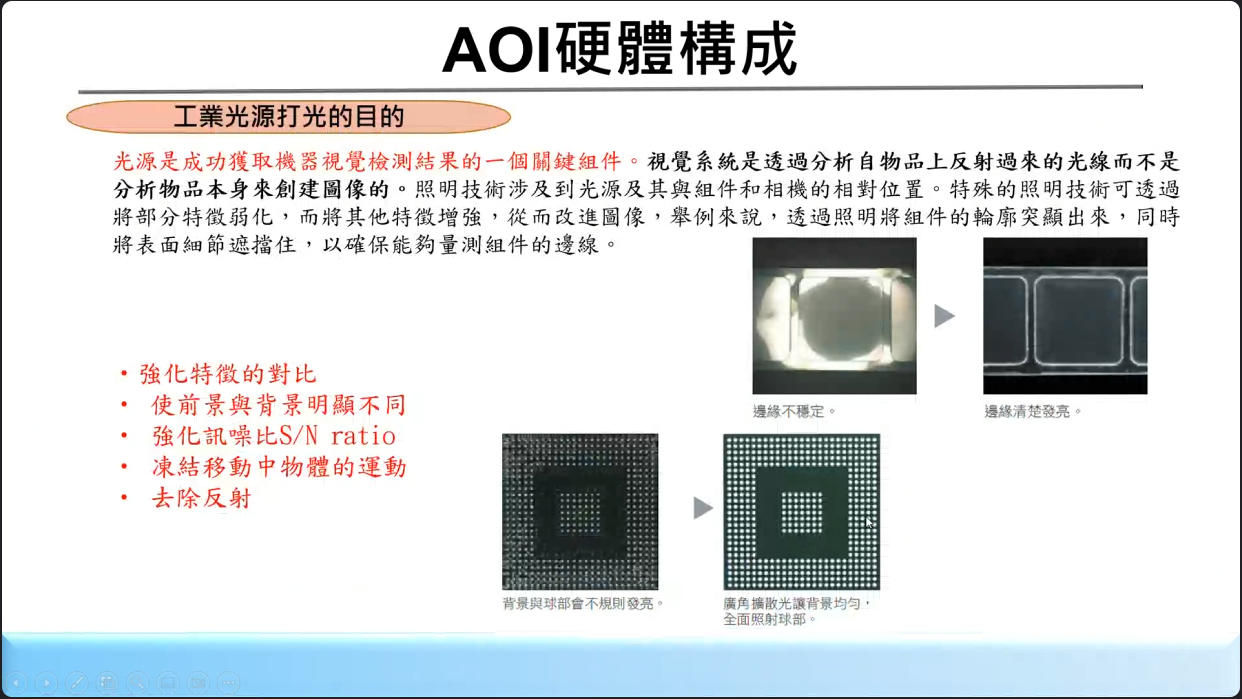 AOI硬體構成
工業光源打光的目的
光源是成功獲取機器視覺檢測結果的一個關鍵組件。視覺系統是透過分析自物品上反射過來的光線而不是
分析物品本身來創建圖像的。照明技術涉及到光源及其與組件和相機的相對位置。特殊的照明技術可透過
將部分特徵弱化，而將其他特徵增強，從而改進圖像，舉例來說，透過照明將組件的輪廓突顯出來，同時
將表面細節遮擋住，以確保能夠量測組件的邊線。
邊緣不穩定。
邊緣清楚發亮。
•強化特徵的對比
• 使前景與背景明顯不同
• 強化訊噪比S/N ratio
• 凍結移動中物體的運動
• 去除反射
背景與球部會不規則發亮。
廣角擴散光讓背景均勻，
全面照射球部。